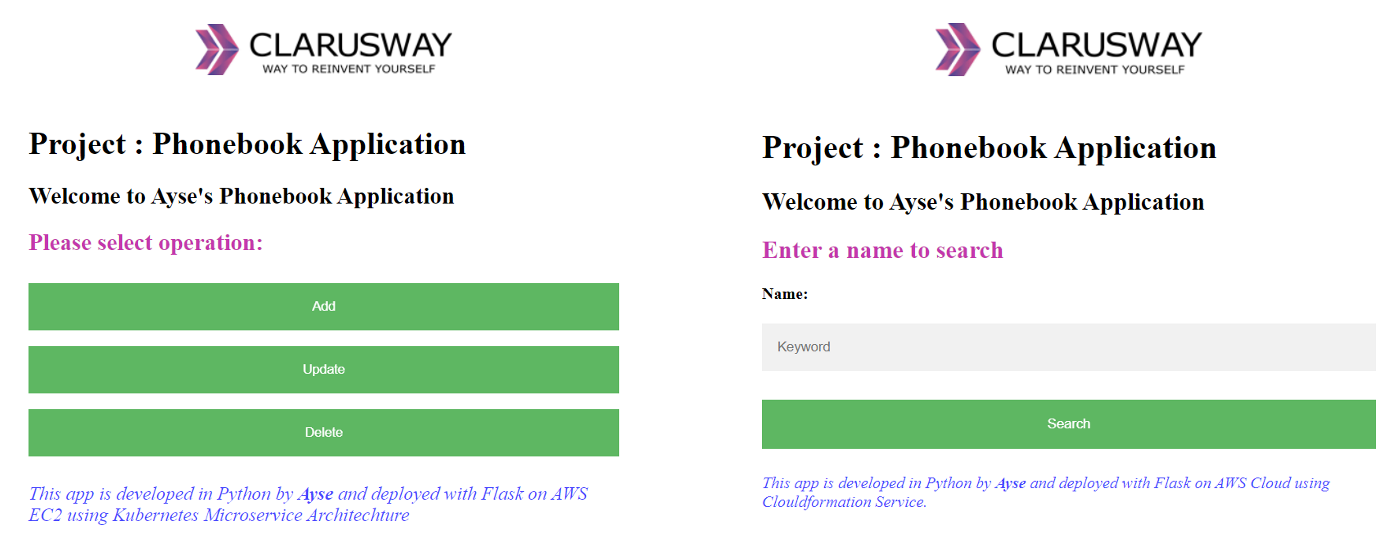 CLARUSWAY
WAY TO REINVENT YOURSELF
Project : Phonebook Application
Welcome to Ayse's Phonebook Application
Please select operation:
Add
Update
Delete
This app is developed in Python by Ayse and deployed with Flask on AWS
EC2 using Kubernetes Microservice Architechture
CLARUSWAY
WAY TO REINVENT YOURSELF
Project : Phonebook Application
Welcome to Ayse's Phonebook Application
Enter a name to search
Name:
Keyword
Search
This app is developed in Python by Ayse and deployed with Flask on AWS Cloud using
Clouldformation Service.